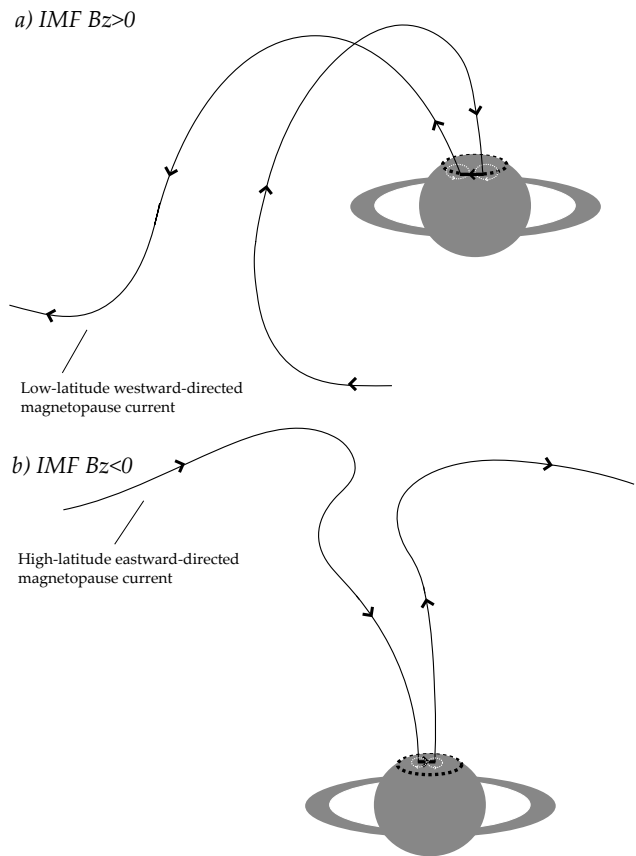 a) IMF Bz>0
Low-latitude westward-directed
magnetopause current
b) IMF Bz<0
High-latitude eastward-directed
magnetopause current